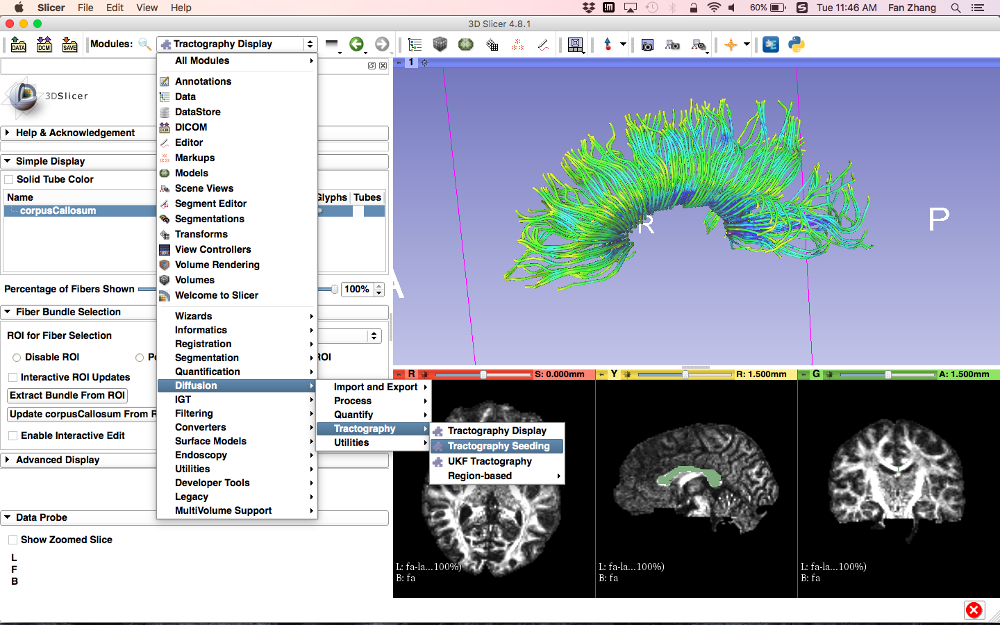 Slicer File Edit View Help 60% Tue 11:46 AM Fan Zhang
3D Slicer 4.8.1
DATA DCM SAVE Modules: Tractography Display
1
All Modules
Annotations
Data
DataStore
DICOM
Editor
Markups
Models
Scene Views
Segment Editor
Segmentations
Transforms
View Controllers
Volume Rendering
Volumes
Welcome to Slicer
Wizards
Informatics
Registration
Segmentation
Quantification
Diffusion
IGT
Filtering
Converters
Surface Models
Endoscopy
Utilities
Developer Tools
Legacy
MultiVolume Support
Import and Export
Process
Quantify
Tractography
Utilities
Tractography Display
Tractography Seeding
UKF Tractography
Region-based
3DSlicer
Help & Acknowledgement
Simple Display
Solid Tube Color
Name Glyphs Tubes
corpusCallosum
Percentage of Fibers Shown 100%
Fiber Bundle Selection
ROI for Fiber Selection
Disable ROI ROI
Interactive ROI Updates
Extract Bundle From ROI
Update corpusCallosum From R
Enable Interactive Edit
Advanced Display
Data Probe
Show Zoomed Slice
L
F
B
R
P
A
R S: 0.000mm
Y R: 1.500mm
G A: 1.500mm
L: fa-la...100%)
B: fa
L: fa-la...100%)
B: fa
L: fa-la...100%)
B: fa